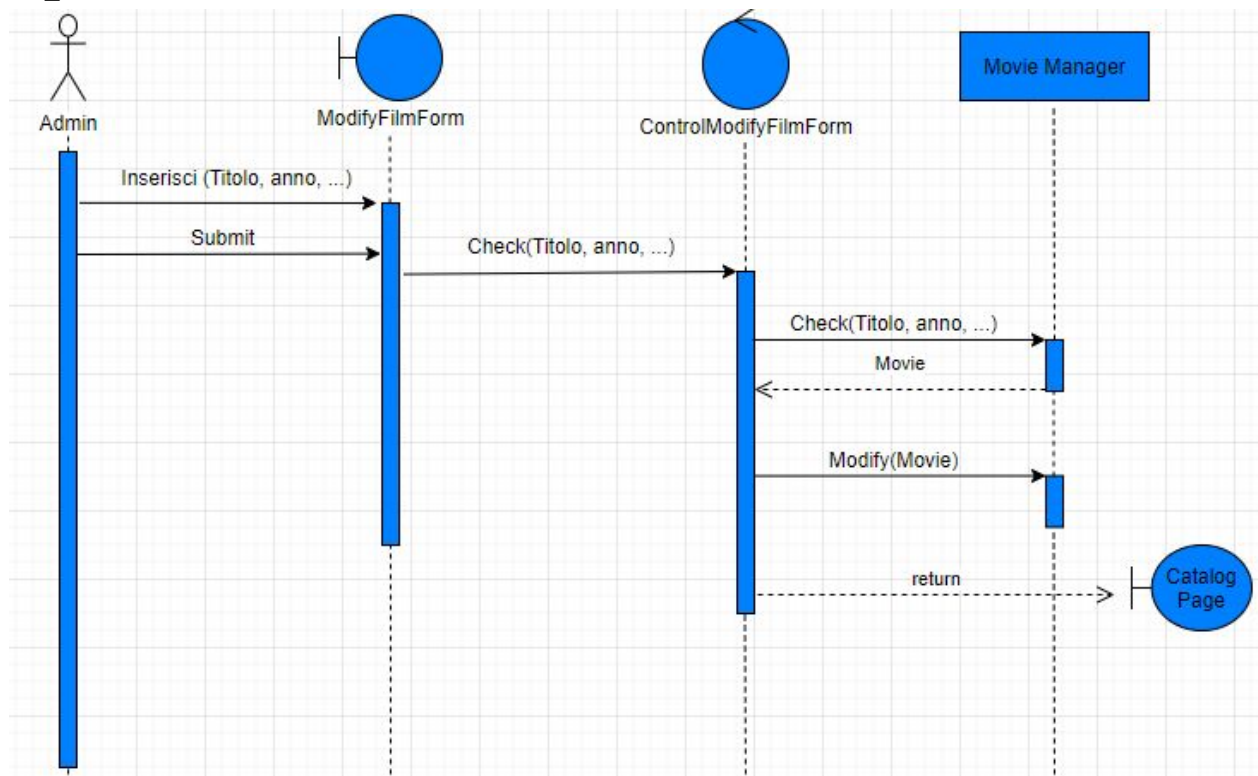 Admin
ModifyFilmForm
ControlModifyFilmForm
Movie Manager
Inserisci (Titolo, anno, ...)
Submit
Check(Titolo, anno, ...)
Check(Titolo, anno, ...)
Movie
Modify(Movie)
return
Catalog
Page